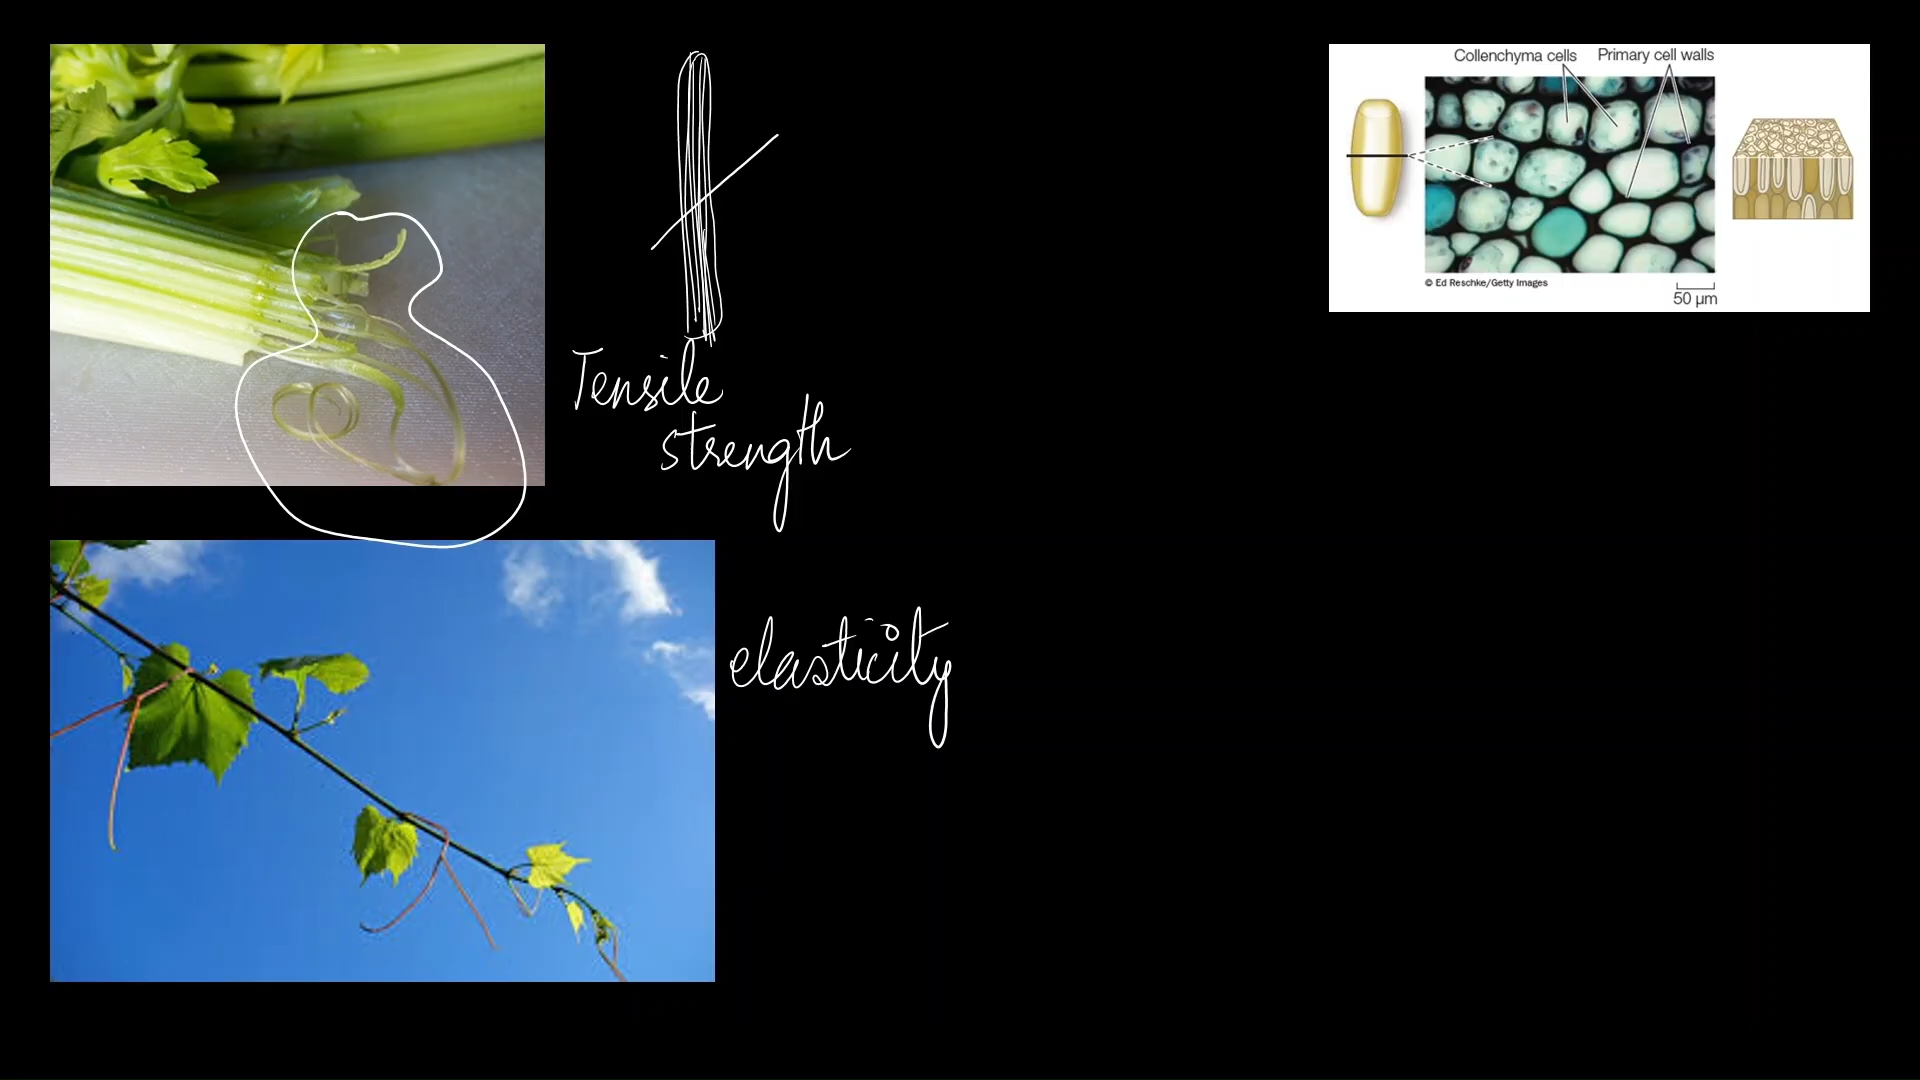 Collenchyma cells Primary cell walls
© Ed Reschke/Getty Images
50 µm
Tensile
strength
elasticity